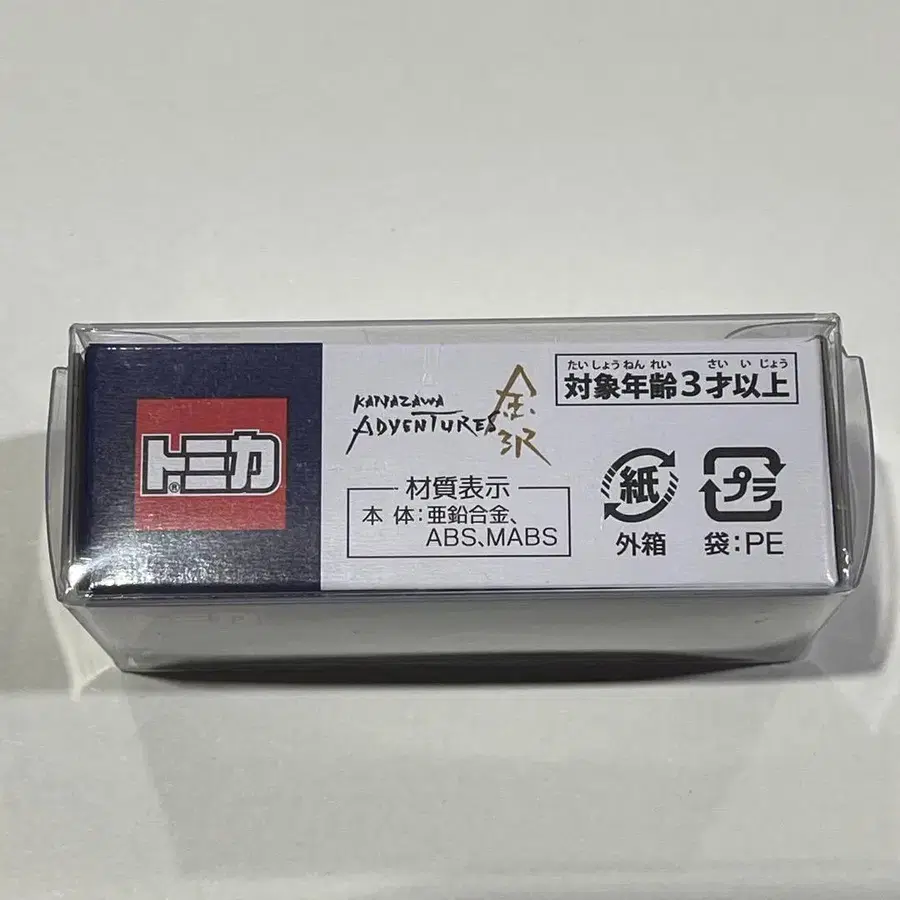 トミカ®
KANAZAWA
ADVENTURES
金沢
たいしょうねんれい さいいじょう
対象年齢3才以上
材質表示
本体:亜鉛合金、
ABS、MABS
紙
外箱
プラ
袋:PE